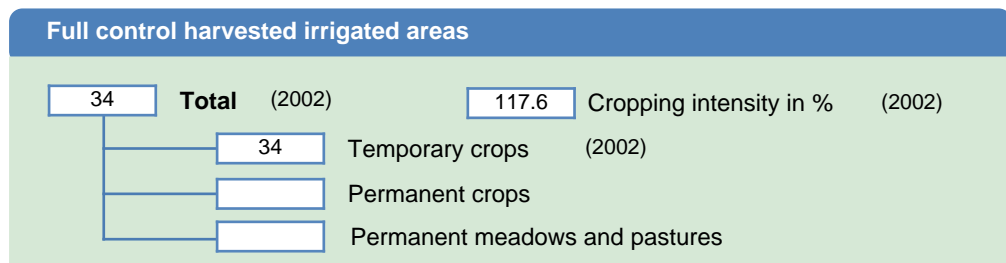 Full control harvested irrigated areas
34 Total (2002) 117.6 Cropping intensity in % (2002)
34 Temporary crops (2002)
Permanent crops
Permanent meadows and pastures